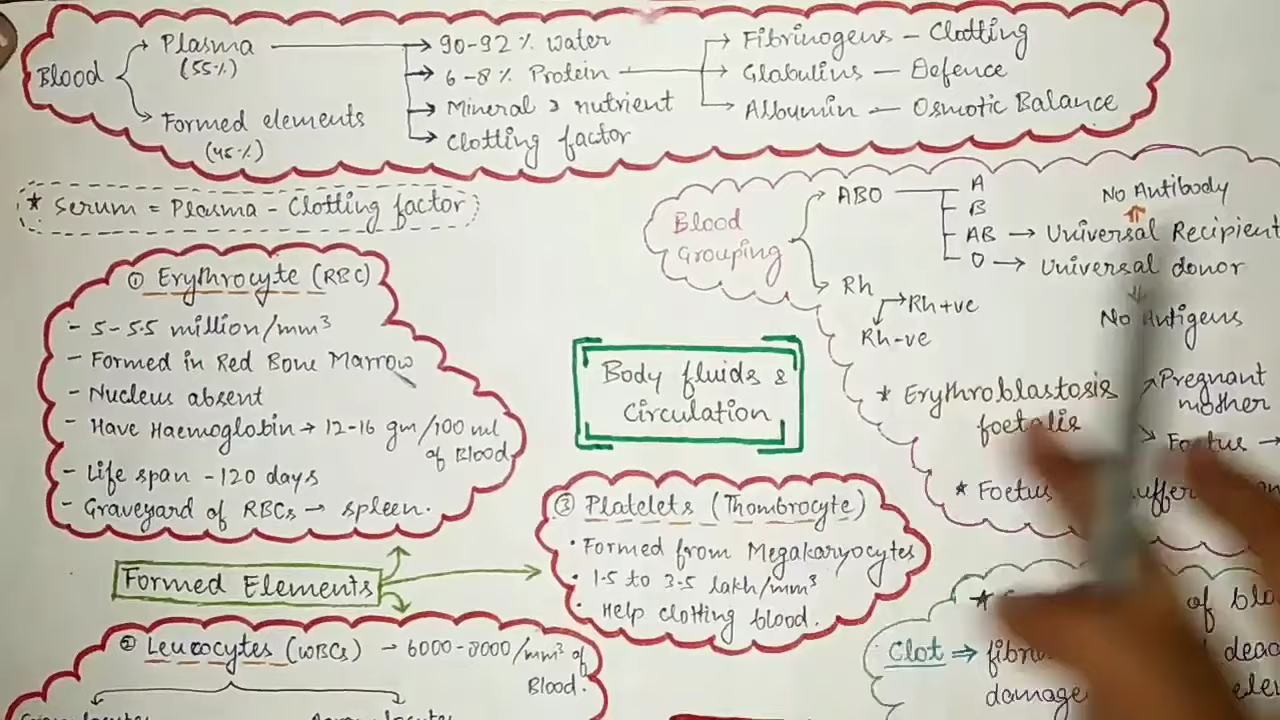 Blood
Plasma
(55%)
Formed elements
(45%)
90-92% water
6-8% Protein
Mineral & nutrient
Clotting factor
Fibrinogens - Clotting
Globulins - Defence
Albumin - Osmotic Balance
* Serum = Plasma - Clotting factor
Blood
Grouping
ABO
A
B
AB → Universal Recipient
O → Universal donor
No Antibody
No Antigens
Rh
Rh+ve
Rh-ve
* Erythroblastosis
foetalis
Pregnant
mother
Foetus →
* Foetus
① Erythrocyte (RBC)
- 5-5.5 million/mm³
- Formed in Red Bone Marrow
- Nucleus absent
- Have Haemoglobin → 12-16 gm/100 ml
of Blood
- Life span - 120 days
- Graveyard of RBCs → spleen.
Body fluids &
Circulation
Formed Elements
③ Platelets (Thombrocyte)
• Formed from Megakaryocytes
• 1.5 to 3.5 lakh/mm³
• Help clotting blood.
② Leucocytes (WBCs) → 6000-8000/mm³ of
Blood.
*
of
Clot ⇒
damage